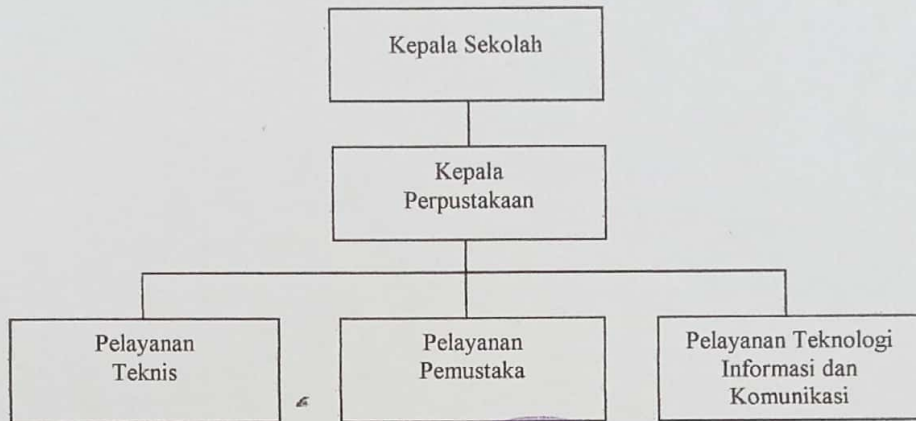 Kepala Sekolah
Kepala
Perpustakaan
Pelayanan
Teknis
Pelayanan
Pemustaka
Pelayanan Teknologi
Informasi dan
Komunikasi